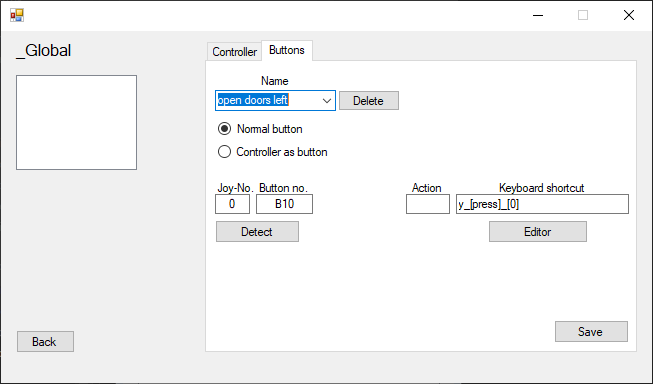 _Global
Controller
Buttons
Name
open doors left
Delete
Normal button
Controller as button
Joy-No.
Button no.
Action
Keyboard shortcut
0
B10
y_[press]_[0]
Detect
Editor
Save
Back